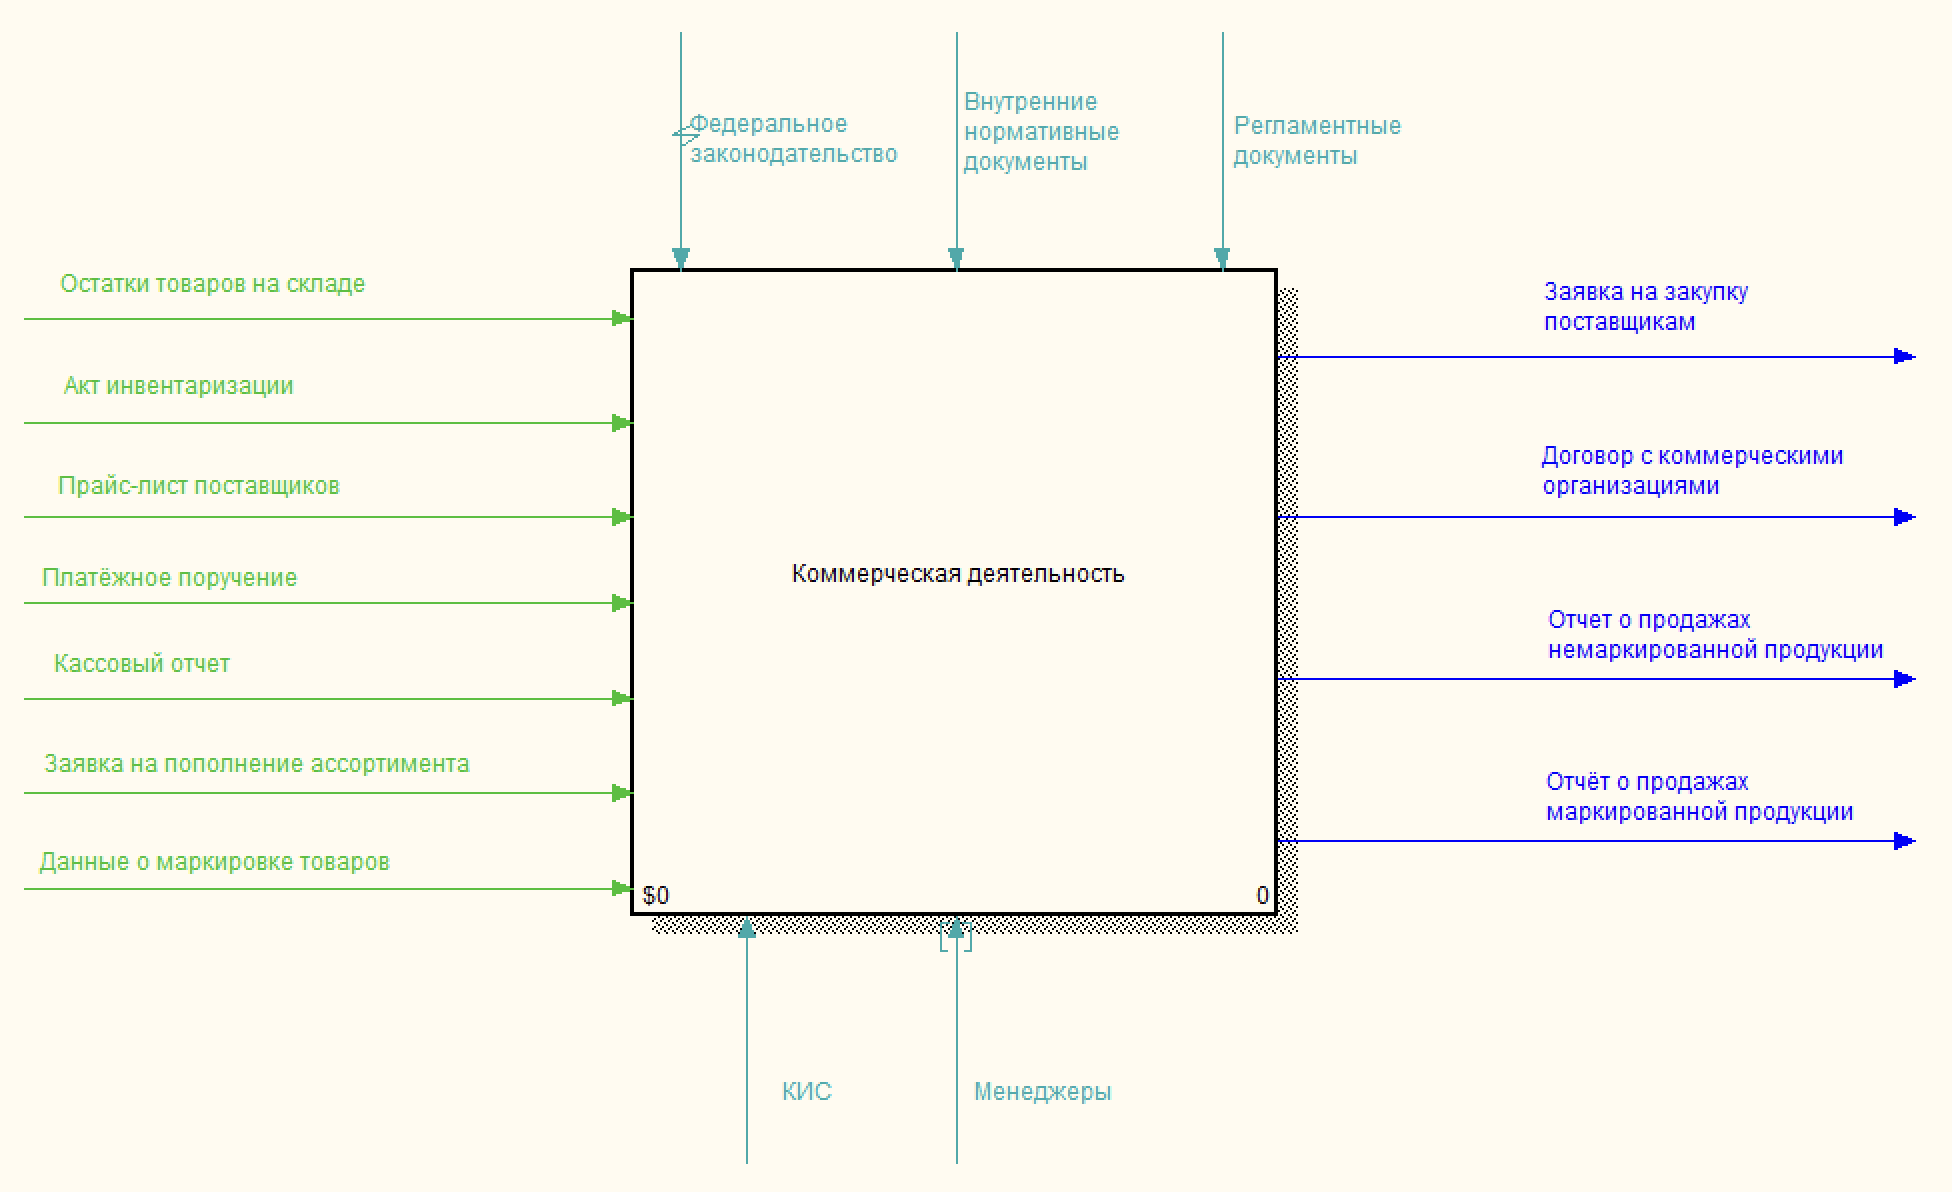 Федеральное
законодательство
Внутренние
нормативные
документы
Регламентные
документы
Остатки товаров на складе
Акт инвентаризации
Прайс-лист поставщиков
Платёжное поручение
Кассовый отчет
Заявка на пополнение ассортимента
Данные о маркировке товаров
Коммерческая деятельность
$0
0
Заявка на закупку
поставщикам
Договор с коммерческими
организациями
Отчет о продажах
немаркированной продукции
Отчёт о продажах
маркированной продукции
КИС
Менеджеры